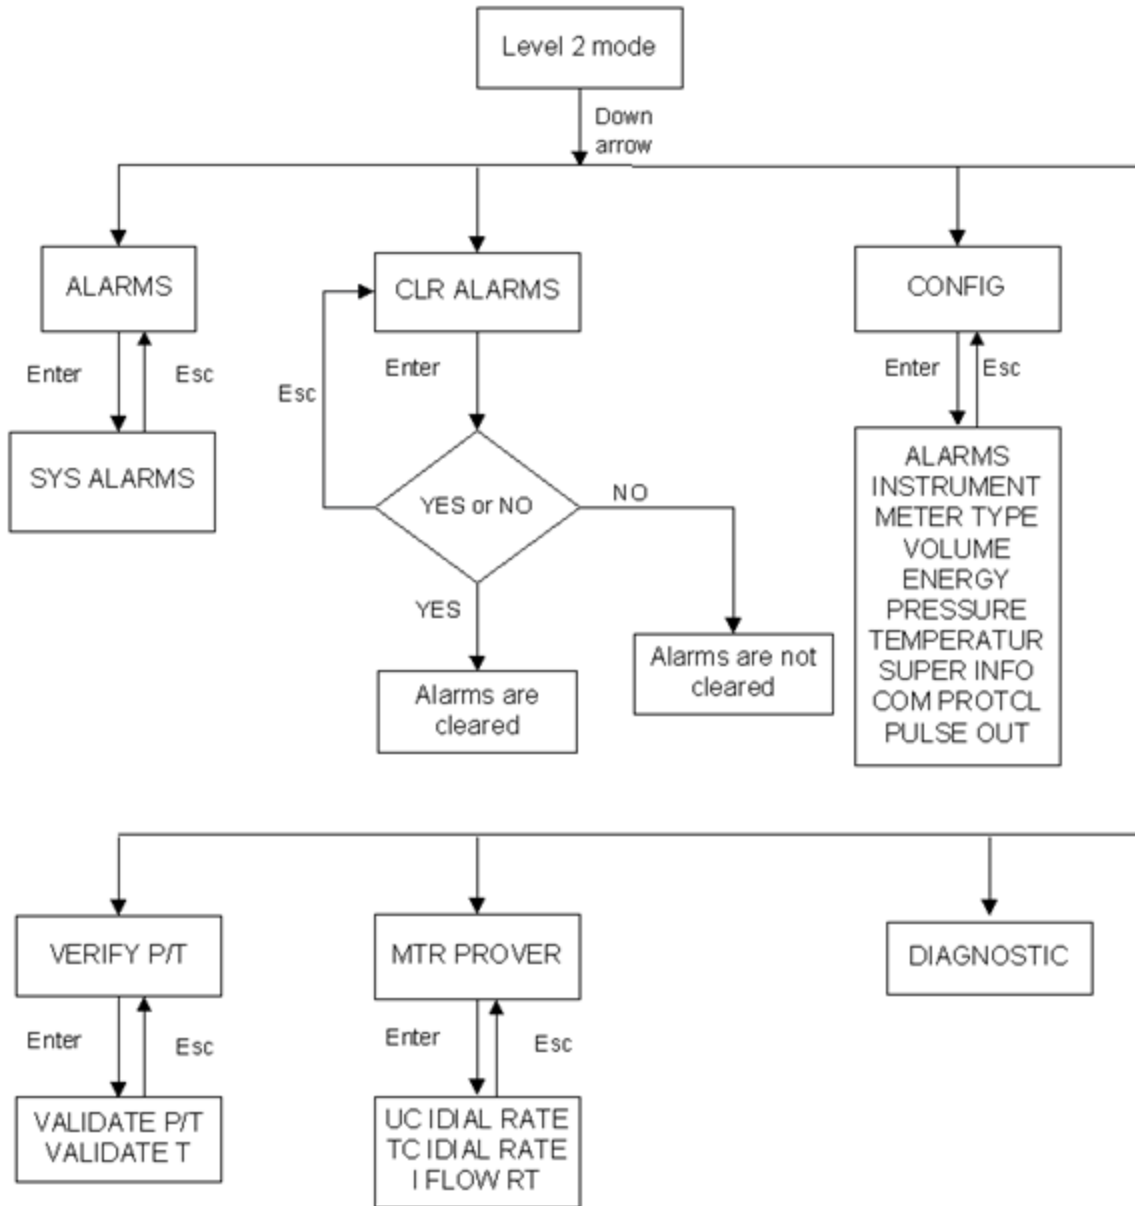 Level 2 mode
Down
arrow
ALARMS
CLR ALARMS
CONFIG
Enter
Esc
Esc
Enter
Enter
Esc
SYS ALARMS
YES or NO
NO
YES
ALARMS
INSTRUMENT
METER TYPE
VOLUME
ENERGY
PRESSURE
TEMPERATUR
SUPER INFO
COM PROTCL
PULSE OUT
Alarms are
cleared
Alarms are not
cleared
VERIFY P/T
MTR PROVER
DIAGNOSTIC
Enter
Esc
Enter
Esc
VALIDATE P/T
VALIDATE T
UC IDIAL RATE
TC IDIAL RATE
I FLOW RT